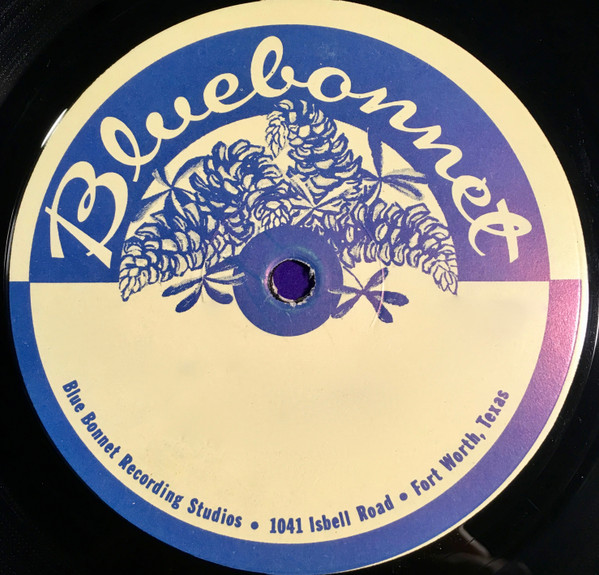 Bluebonnet
Blue Bonnet Recording Studios • 1041 Isbell Road • Fort Worth, Texas